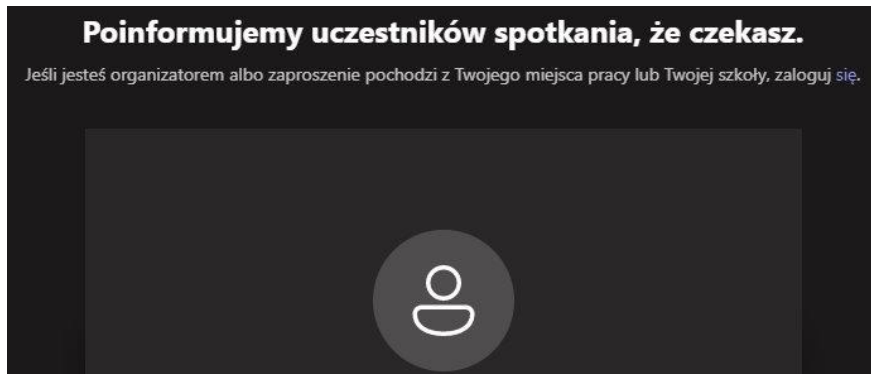 Poinformujemy uczestników spotkania, że czekasz.
Jeśli jesteś organizatorem albo zaproszenie pochodzi z Twojego miejsca pracy lub Twojej szkoły, zaloguj się.